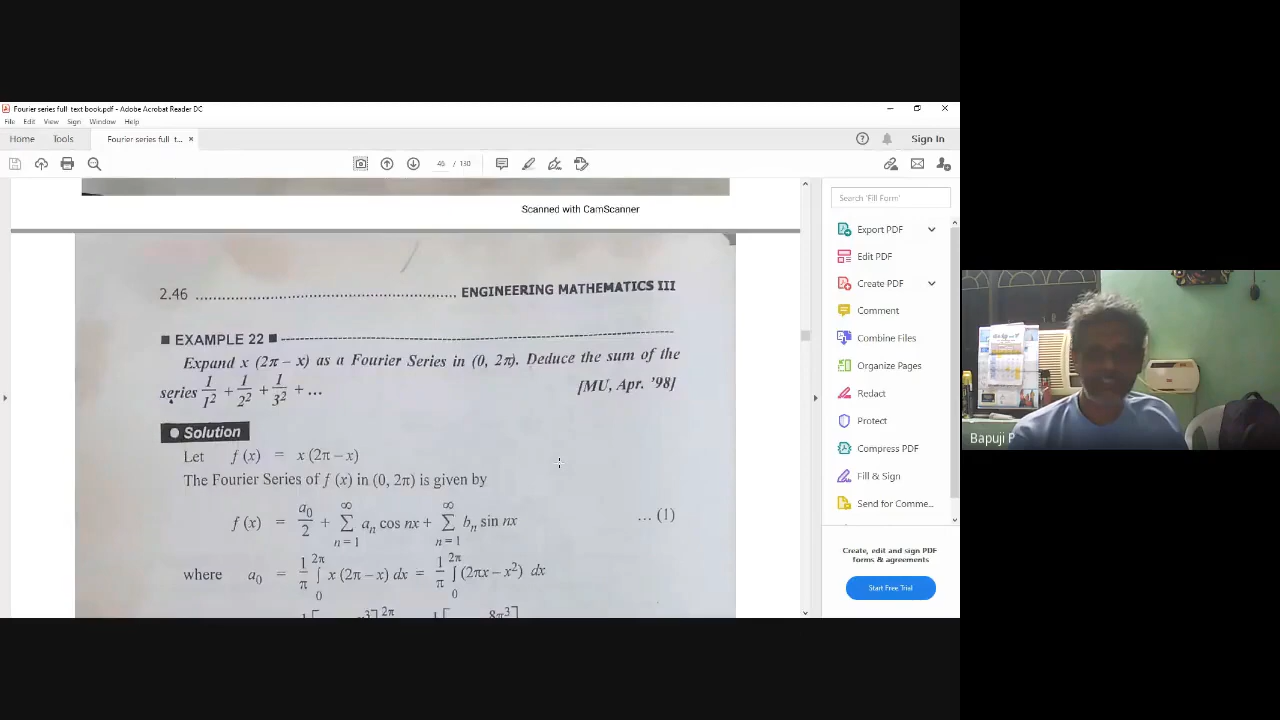 Fourier series full text book.pdf - Adobe Acrobat Reader DC
File Edit View Sign Window Help
Home Tools Fourier series full t... × Sign In
46 / 130
Search 'Fill Form'
Scanned with CamScanner
Export PDF
Edit PDF
Create PDF
Comment
Combine Files
Organize Pages
Redact
Protect
Compress PDF
Fill & Sign
Send for Comme...
Create, edit and sign PDF
forms & agreements
Start Free Trial
2.46 ........................................................ ENGINEERING MATHEMATICS III
■ EXAMPLE 22 ■
Expand x (2π – x) as a Fourier Series in (0, 2π). Deduce the sum of the
series 1/1² + 1/2² + 1/3² + ... [MU, Apr. '98]
● Solution
Let f (x) = x (2π – x)
The Fourier Series of f (x) in (0, 2π) is given by
f (x) = a₀/2 + ∞ Σ n = 1 aₙ cos nx + ∞ Σ n = 1 bₙ sin nx ... (1)
where a₀ = 1/π ∫₀^2π x (2π – x) dx = 1/π ∫₀^2π (2πx – x²) dx
Bapuji P